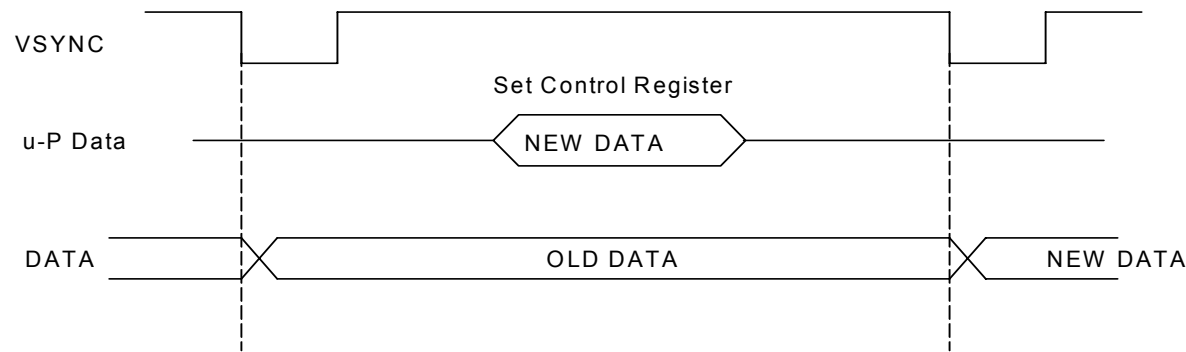 VSYNC
Set Control Register
u-P Data
NEW DATA
DATA
OLD DATA
NEW DATA